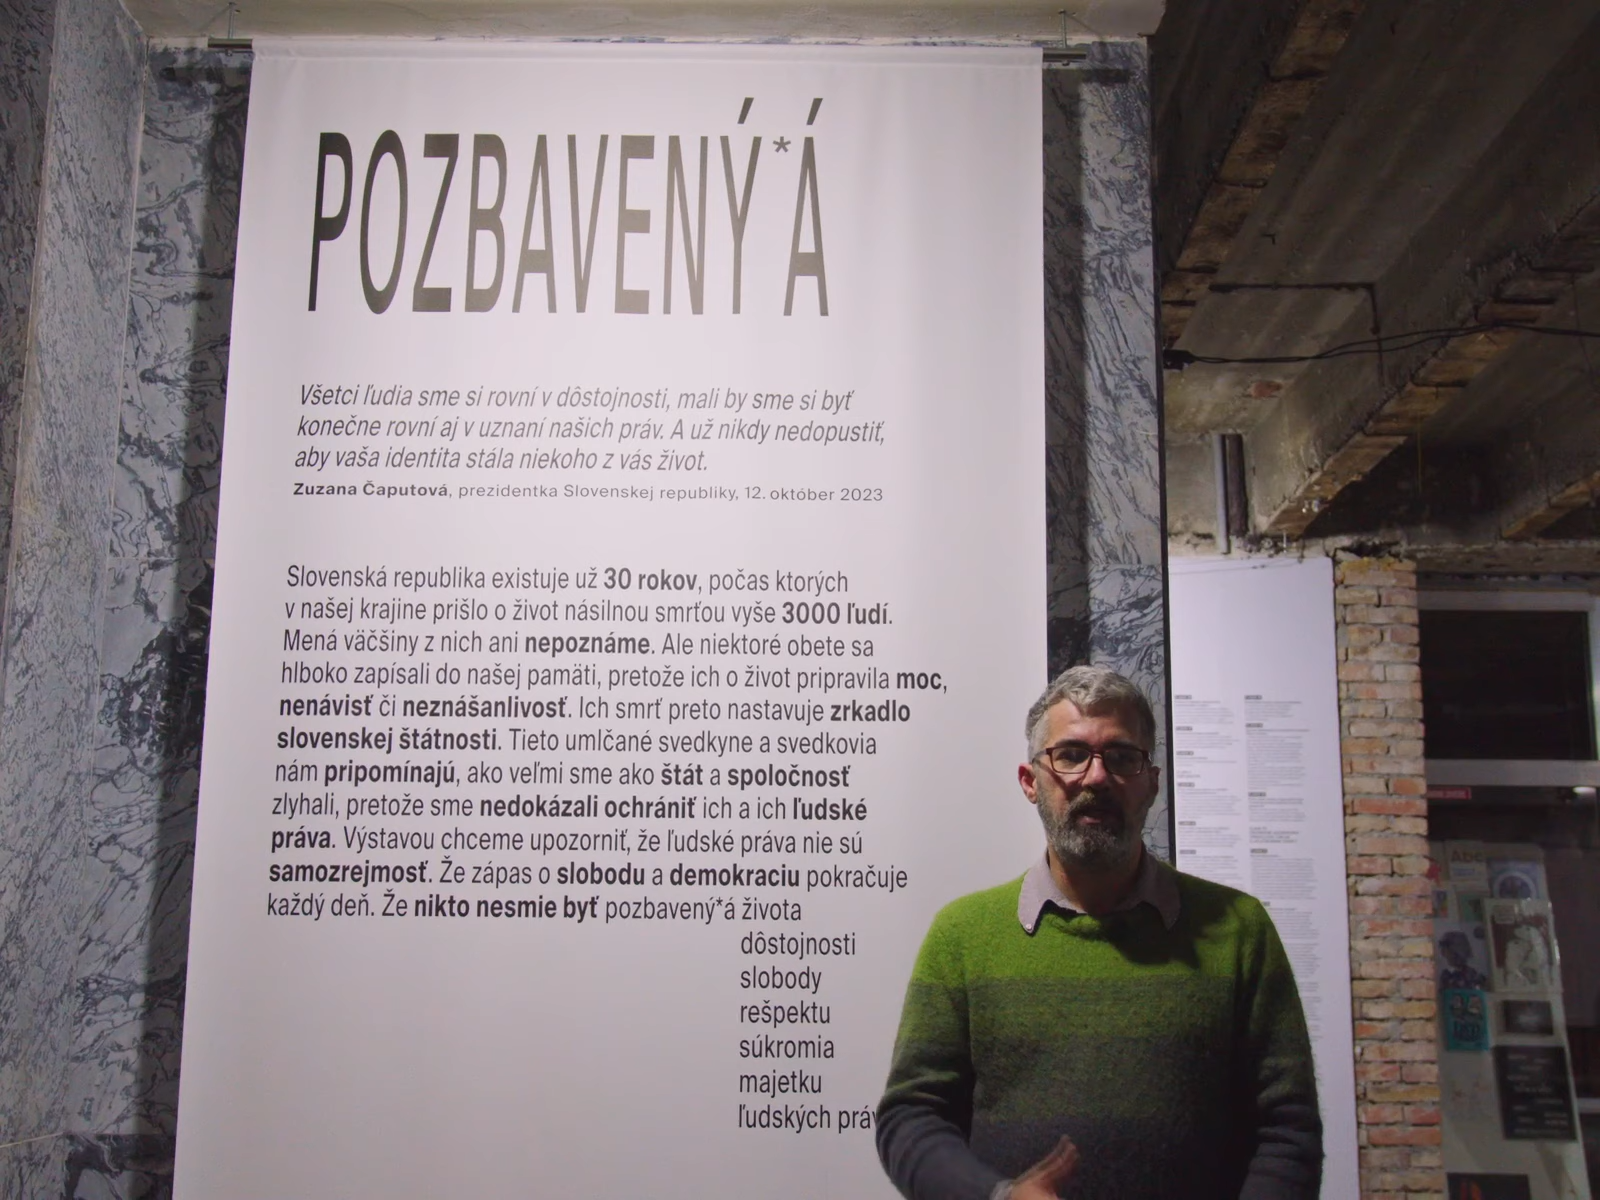 POZBAVENÝ*Á
Všetci ľudia sme si rovní v dôstojnosti, mali by sme si byť
konečne rovní aj v uznaní našich práv. A už nikdy nedopustiť,
aby vaša identita stála niekoho z vás život.
Zuzana Čaputová, prezidentka Slovenskej republiky, 12. október 2023
Slovenská republika existuje už 30 rokov, počas ktorých
v našej krajine prišlo o život násilnou smrťou vyše 3000 ľudí.
Mená väčšiny z nich ani nepoznáme. Ale niektoré obete sa
hlboko zapísali do našej pamäti, pretože ich o život pripravila moc,
nenávisť či neznášanlivosť. Ich smrť preto nastavuje zrkadlo
slovenskej štátnosti. Tieto umlčané svedkyne a svedkovia
nám pripomínajú, ako veľmi sme ako štát a spoločnosť
zlyhali, pretože sme nedokázali ochrániť ich a ich ľudské
práva. Výstavou chceme upozorniť, že ľudské práva nie sú
samozrejmosť. Že zápas o slobodu a demokraciu pokračuje
každý deň. Že nikto nesmie byť pozbavený*á života
dôstojnosti
slobody
rešpektu
súkromia
majetku
ľudských práv